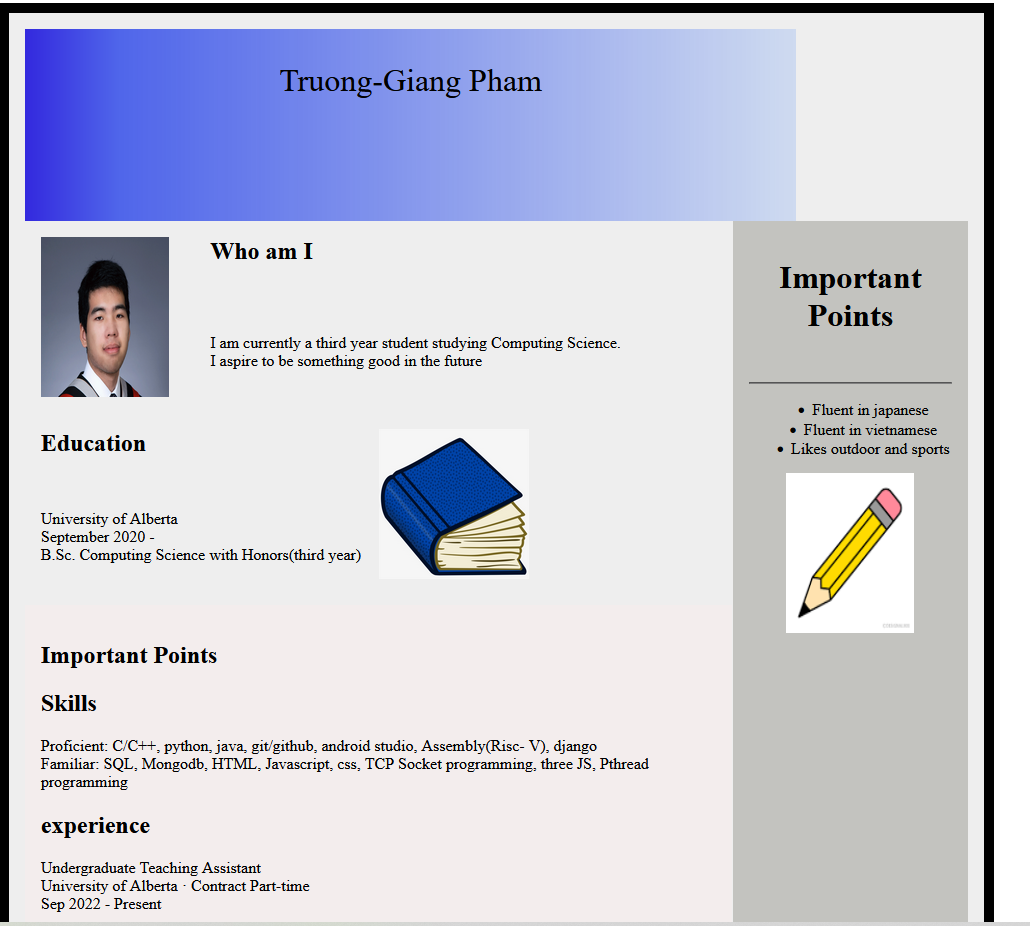 Truong-Giang Pham
Who am I
I am currently a third year student studying Computing Science.
I aspire to be something good in the future
Education
University of Alberta
September 2020 -
B.Sc. Computing Science with Honors(third year)
Important Points
Skills
Proficient: C/C++, python, java, git/github, android studio, Assembly(Risc- V), django
Familiar: SQL, Mongodb, HTML, Javascript, css, TCP Socket programming, three JS, Pthread
programming
experience
Undergraduate Teaching Assistant
University of Alberta · Contract Part-time
Sep 2022 - Present
Important
Points
• Fluent in japanese
• Fluent in vietnamese
• Likes outdoor and sports